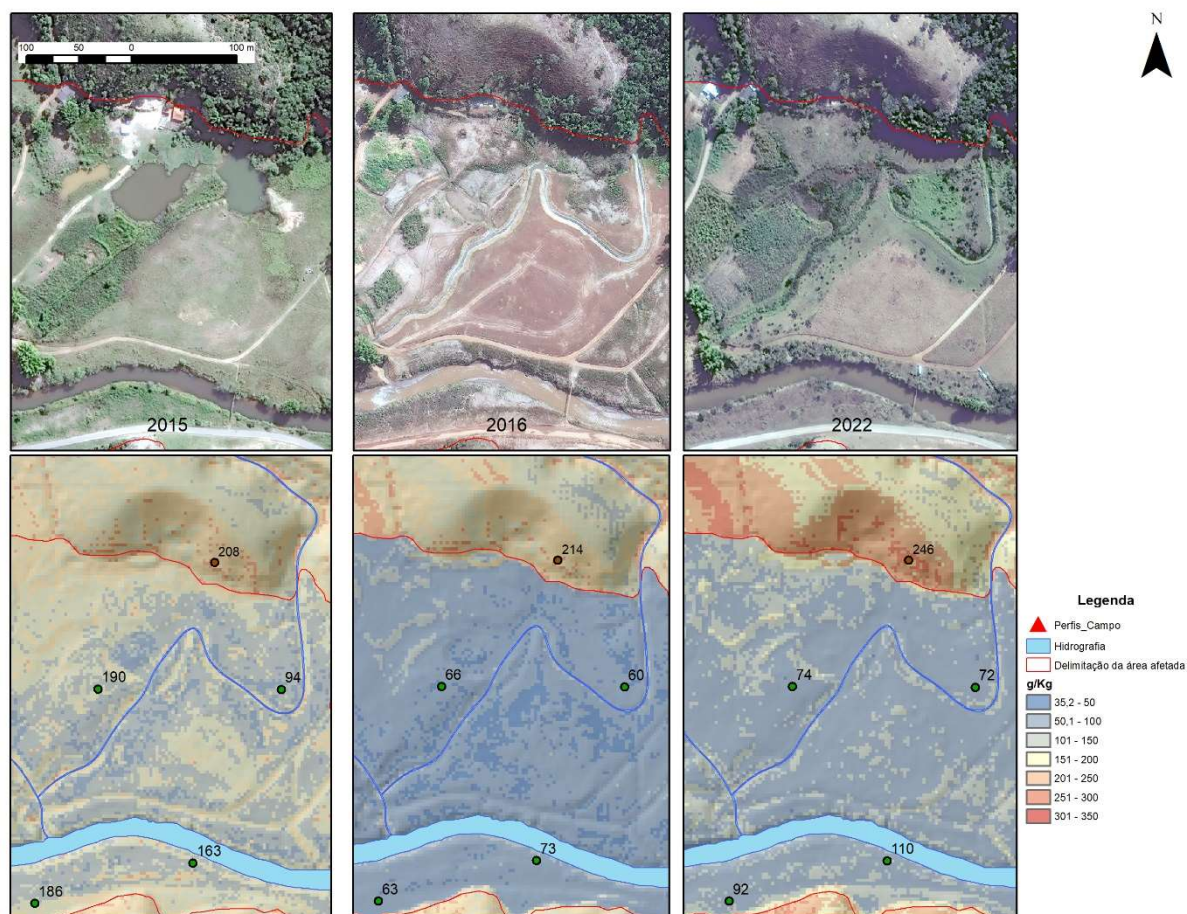 N
100 50 0 100 m
2015
2016
2022
208
190
94
163
186
214
66
60
73
63
246
74
72
110
92
Legenda
Perfis_Campo
Hidrografia
Delimitação da área afetada
g/Kg
35,2 - 50
50,1 - 100
101 - 150
151 - 200
201 - 250
251 - 300
301 - 350